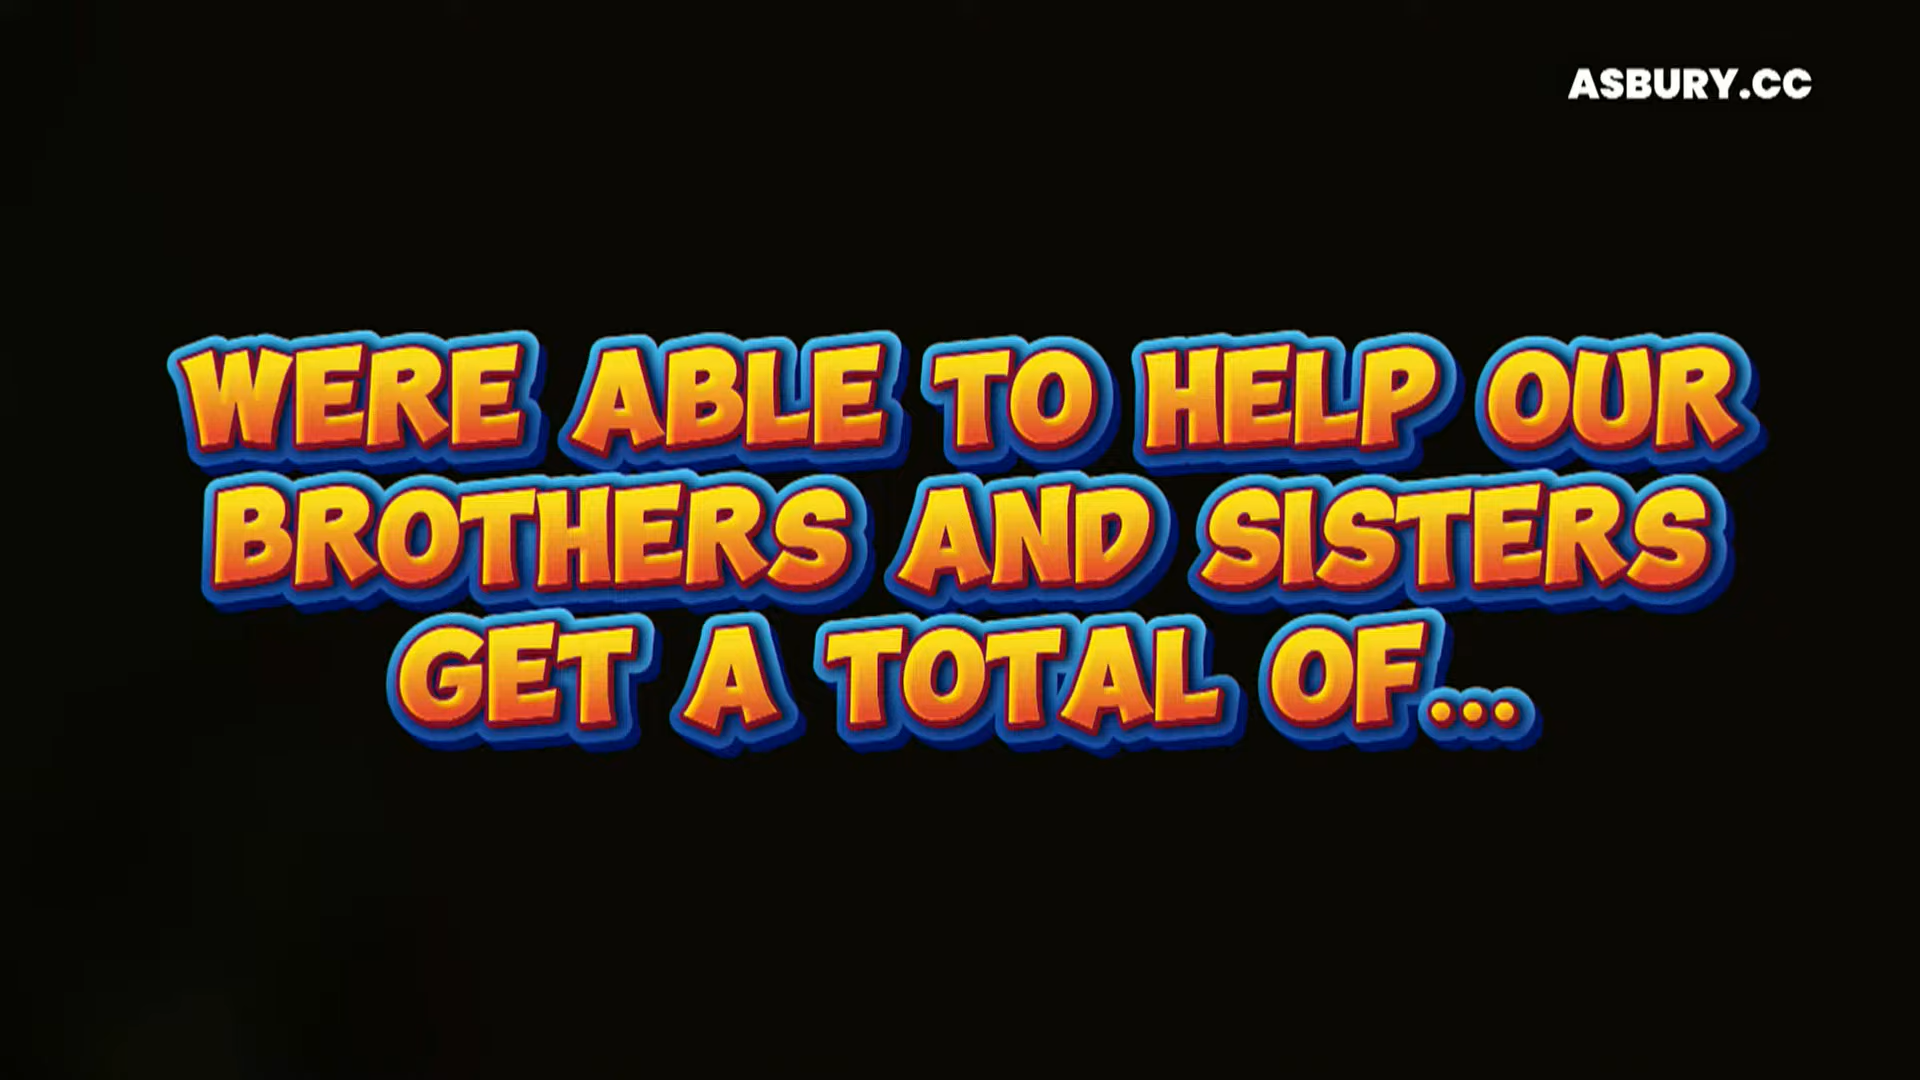 ASBURY.CC
WERE ABLE TO HELP OUR
BROTHERS AND SISTERS
GET A TOTAL OF...